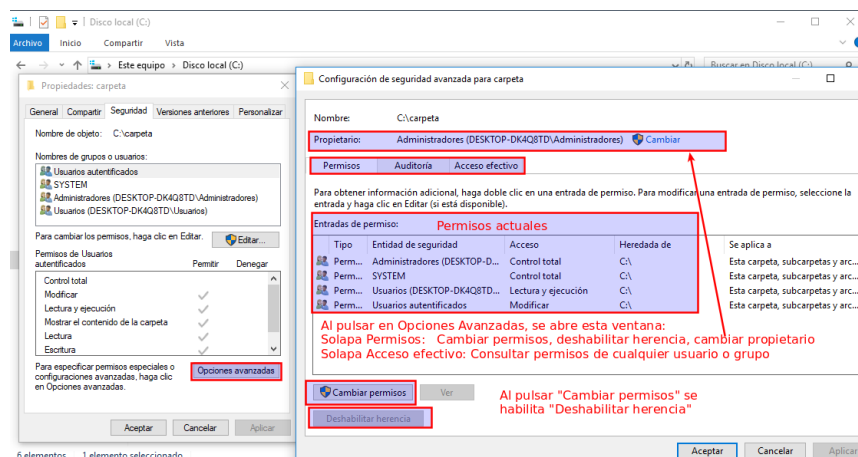 Disco local (C:)
Archivo Inicio Compartir Vista
Este equipo > Disco local (C:)
Buscar en Disco local (C:)
Propiedades: carpeta
General Compartir Seguridad Versiones anteriores Personalizar
Nombre de objeto: C:\carpeta
Nombres de grupos o usuarios:
Usuarios autentificados
SYSTEM
Administradores (DESKTOP-DK4Q8TD\Administradores)
Usuarios (DESKTOP-DK4Q8TD\Usuarios)
Para cambiar los permisos, haga clic en Editar.
Editar...
Permisos de Usuarios
autentificados Permitir Denegar
Control total
Modificar
Lectura y ejecución
Mostrar el contenido de la carpeta
Lectura
Escritura
Para especificar permisos especiales o
configuraciones avanzadas, haga clic
en Opciones avanzadas.
Opciones avanzadas
Aceptar Cancelar Aplicar
6 elementos 1 elemento seleccionado
Configuración de seguridad avanzada para carpeta
Nombre: C:\carpeta
Propietario: Administradores (DESKTOP-DK4Q8TD\Administradores) Cambiar
Permisos Auditoría Acceso efectivo
Para obtener información adicional, haga doble clic en una entrada de permiso. Para modificar una entrada de permiso, seleccione la
entrada y haga clic en Editar (si está disponible).
Entradas de permiso: Permisos actuales
Tipo Entidad de seguridad Acceso Heredada de Se aplica a
Perm... Administradores (DESKTOP-D... Control total C:\ Esta carpeta, subcarpetas y arc...
Perm... SYSTEM Control total C:\ Esta carpeta, subcarpetas y arc...
Perm... Usuarios (DESKTOP-DK4Q8TD... Lectura y ejecución C:\ Esta carpeta, subcarpetas y arc...
Perm... Usuarios autentificados Modificar C:\ Esta carpeta, subcarpetas y arc...
Al pulsar en Opciones Avanzadas, se abre esta ventana:
Solapa Permisos: Cambiar permisos, deshabilitar herencia, cambiar propietario
Solapa Acceso efectivo: Consultar permisos de cualquier usuario o grupo
Cambiar permisos Ver
Al pulsar "Cambiar permisos" se
habilita "Deshabilitar herencia"
Deshabilitar herencia
Aceptar Cancelar Aplicar